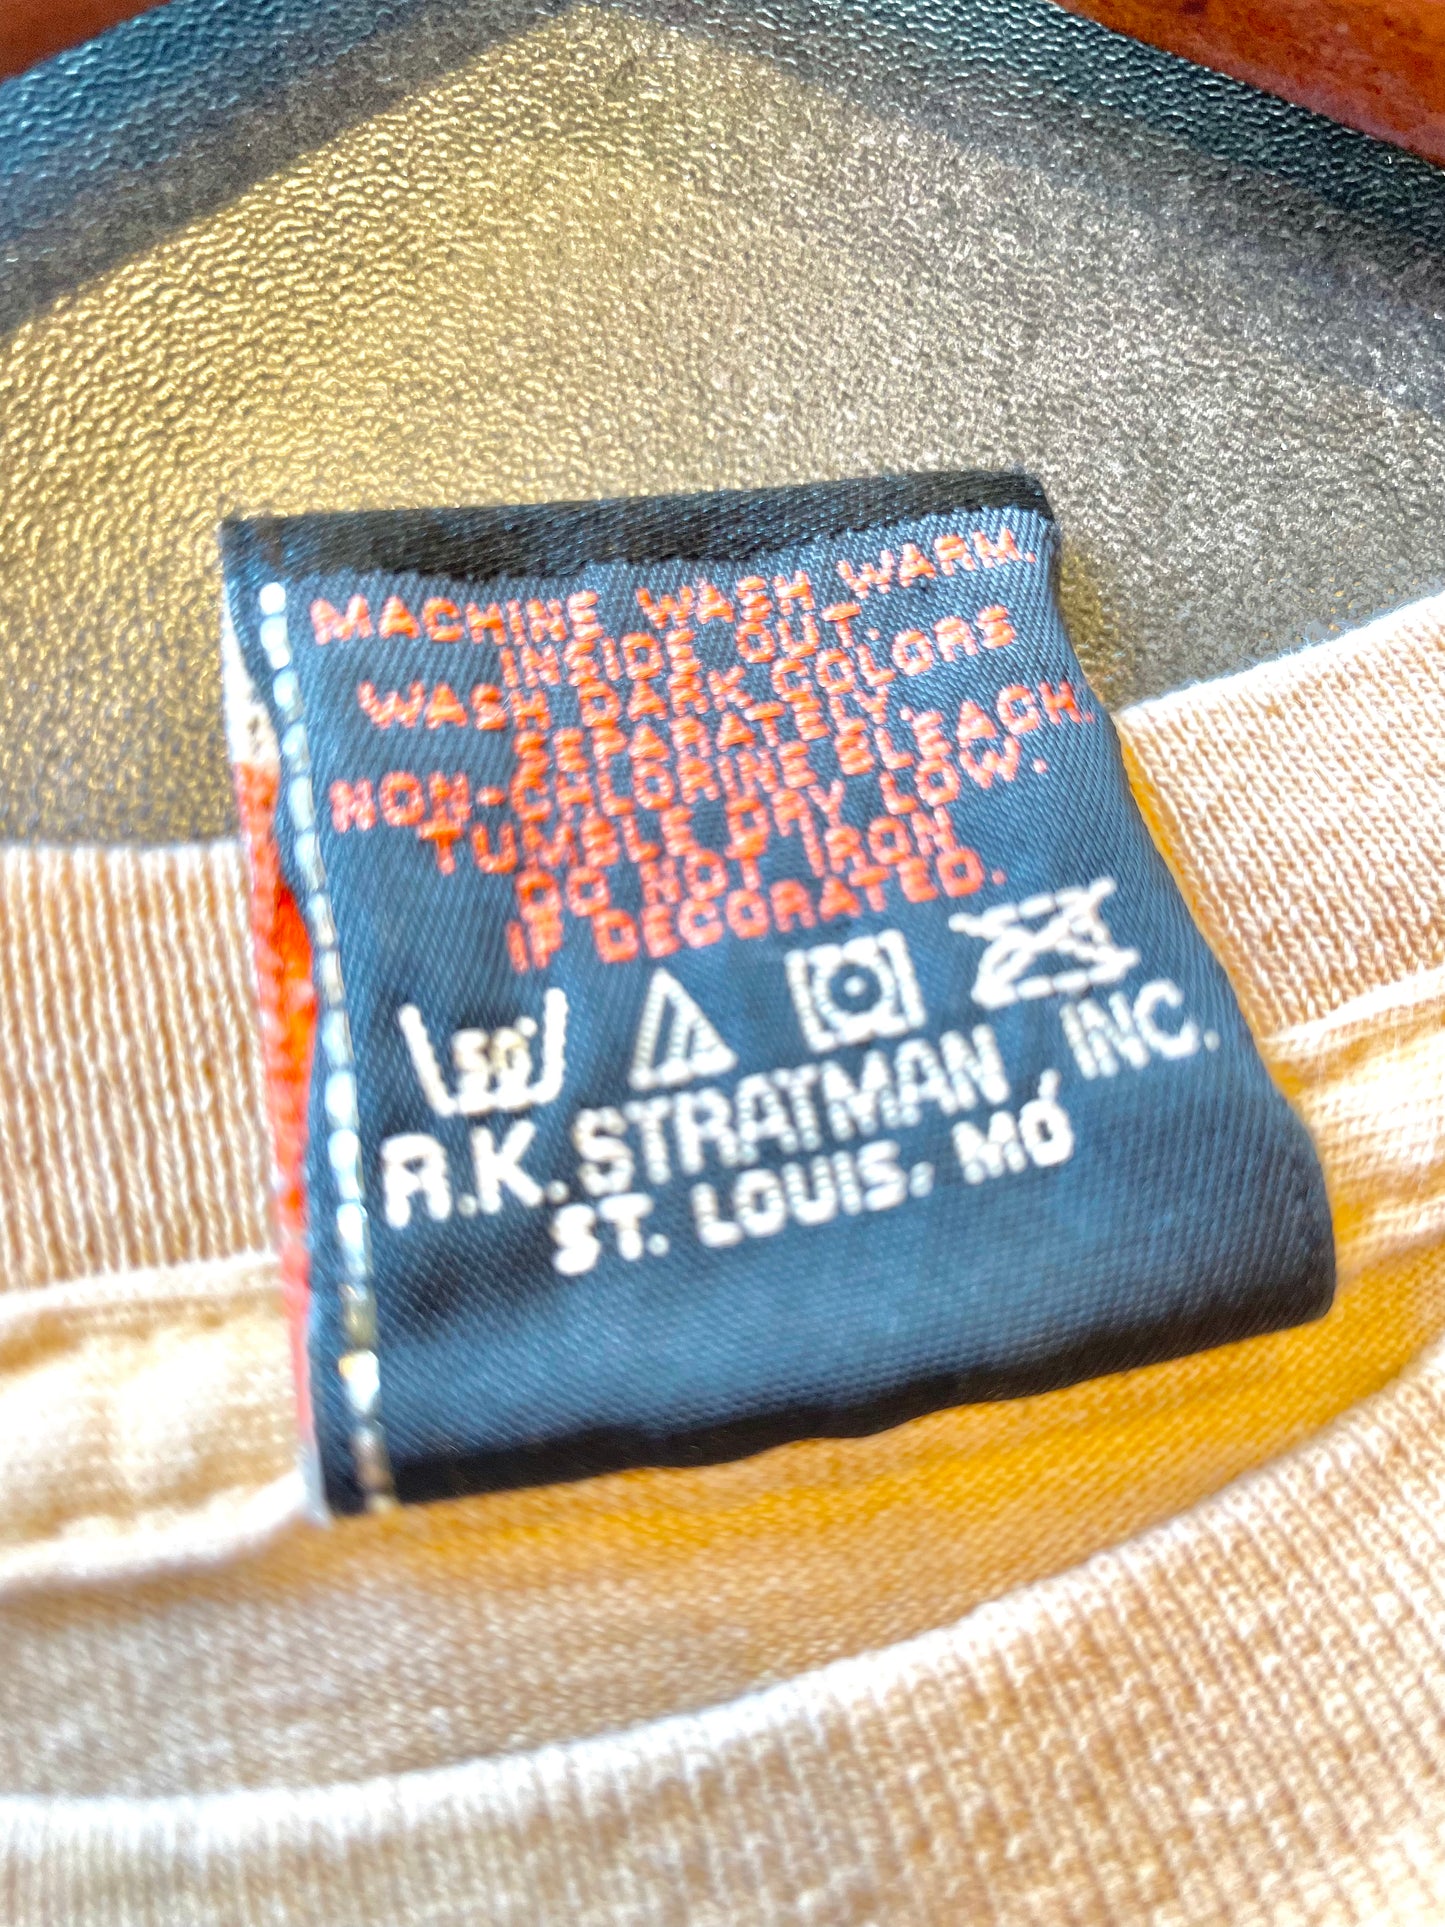 MACHINE WASH WARM.
INSIDE OUT.
WASH DARK COLORS
SEPARATELY.
NON-CHLORINE BLEACH.
TUMBLE DRY LOW.
DO NOT IRON
IF DECORATED.
50°
R.K. STRATMAN, INC.
ST. LOUIS, MO